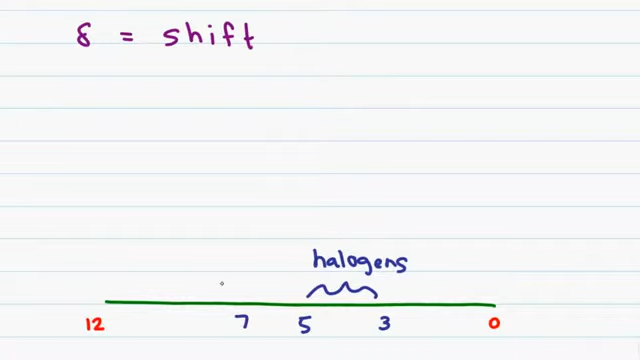 δ = shift
halogens
12 7 5 3 0